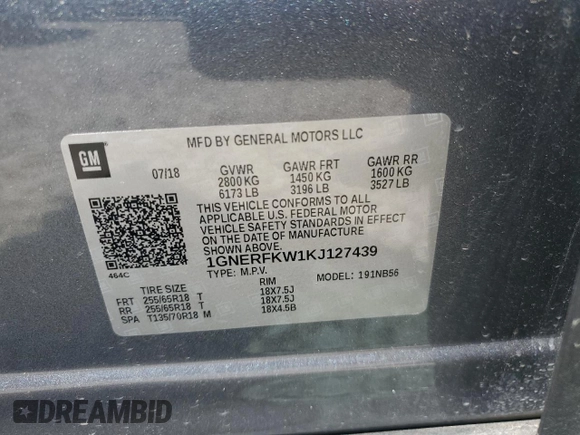 MFD BY GENERAL MOTORS LLC
GM
07/18 GVWR GAWR FRT GAWR RR
2800 KG 1450 KG 1600 KG
6173 LB 3196 LB 3527 LB
THIS VEHICLE CONFORMS TO ALL
APPLICABLE U.S. FEDERAL MOTOR
VEHICLE SAFETY STANDARDS IN EFFECT
ON THE DATE OF MANUFACTURE
SHOWN ABOVE.
464C 1GNERFKW1KJ127439
TYPE: M.P.V. MODEL: 191NB56
TIRE SIZE RIM
FRT 255/65R18 T 18X7.5J
RR 255/65R18 T 18X7.5J
SPA T135/70R18 M 18X4.5B
DREAMBID